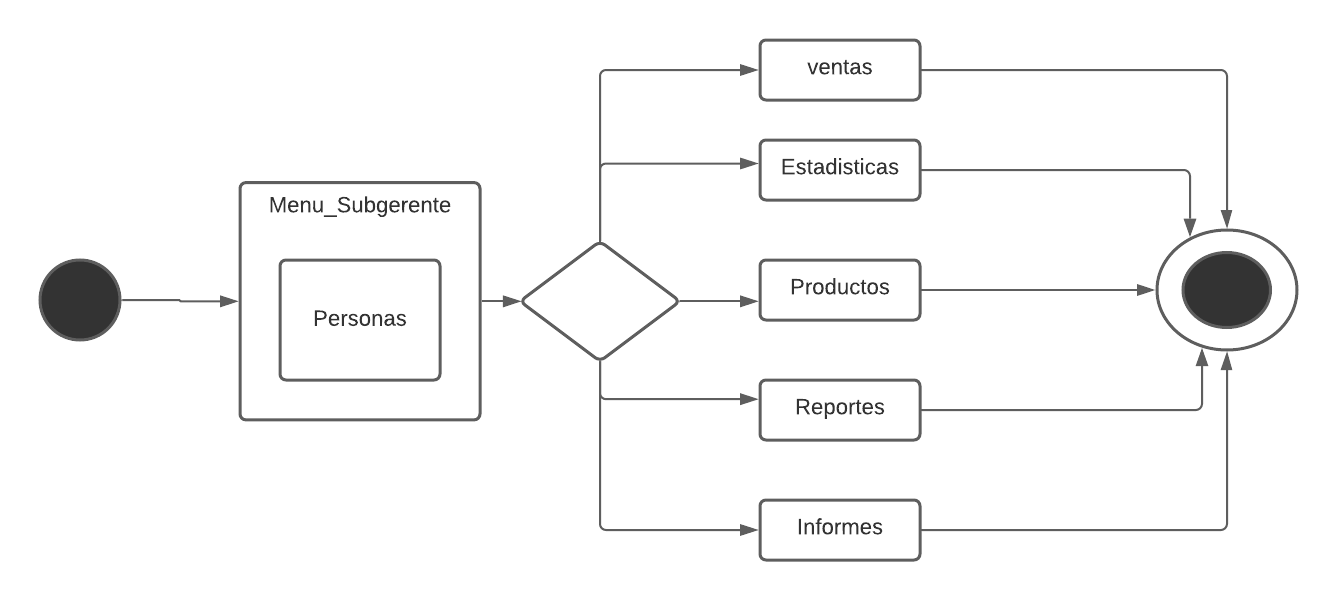 Menu_Subgerente
Personas
ventas
Estadisticas
Productos
Reportes
Informes